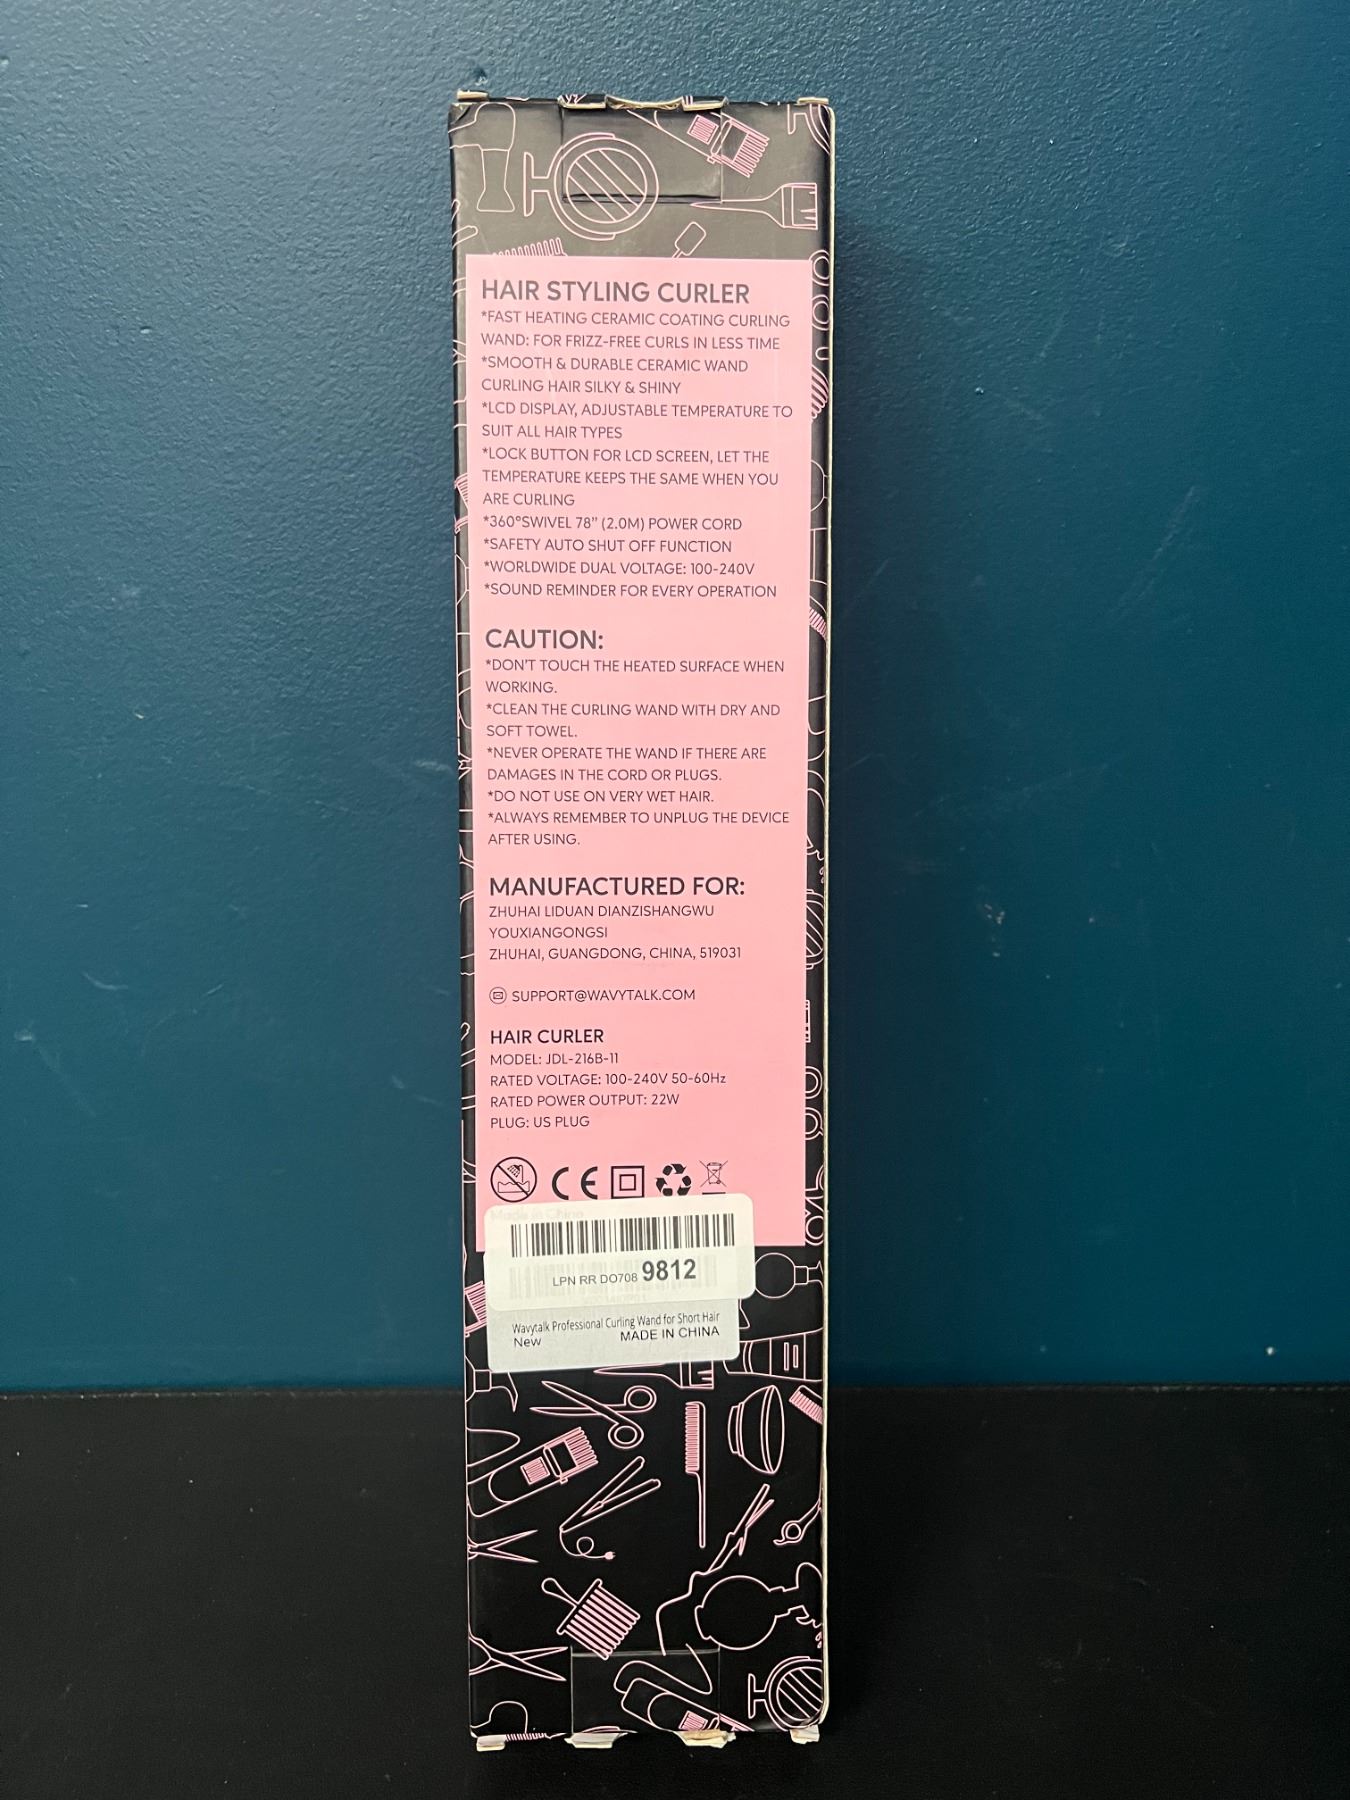 HAIR STYLING CURLER
*FAST HEATING CERAMIC COATING CURLING
WAND: FOR FRIZZ-FREE CURLS IN LESS TIME
*SMOOTH & DURABLE CERAMIC WAND
CURLING HAIR SILKY & SHINY
*LCD DISPLAY, ADJUSTABLE TEMPERATURE TO
SUIT ALL HAIR TYPES
*LOCK BUTTON FOR LCD SCREEN, LET THE
TEMPERATURE KEEPS THE SAME WHEN YOU
ARE CURLING
*360°SWIVEL 78” (2.0M) POWER CORD
*SAFETY AUTO SHUT OFF FUNCTION
*WORLDWIDE DUAL VOLTAGE: 100-240V
*SOUND REMINDER FOR EVERY OPERATION
CAUTION:
*DON'T TOUCH THE HEATED SURFACE WHEN
WORKING.
*CLEAN THE CURLING WAND WITH DRY AND
SOFT TOWEL.
*NEVER OPERATE THE WAND IF THERE ARE
DAMAGES IN THE CORD OR PLUGS.
*DO NOT USE ON VERY WET HAIR.
*ALWAYS REMEMBER TO UNPLUG THE DEVICE
AFTER USING.
MANUFACTURED FOR:
ZHUHAI LIDUAN DIANZISHANGWU
YOUXIANGONGSI
ZHUHAI, GUANGDONG, CHINA, 519031
SUPPORT@WAVYTALK.COM
HAIR CURLER
MODEL: JDL-216B-11
RATED VOLTAGE: 100-240V 50-60Hz
RATED POWER OUTPUT: 22W
PLUG: US PLUG
CE
Made in China
LPN RR DO708 9812
Wavytalk Professional Curling Wand for Short Hair
New MADE IN CHINA